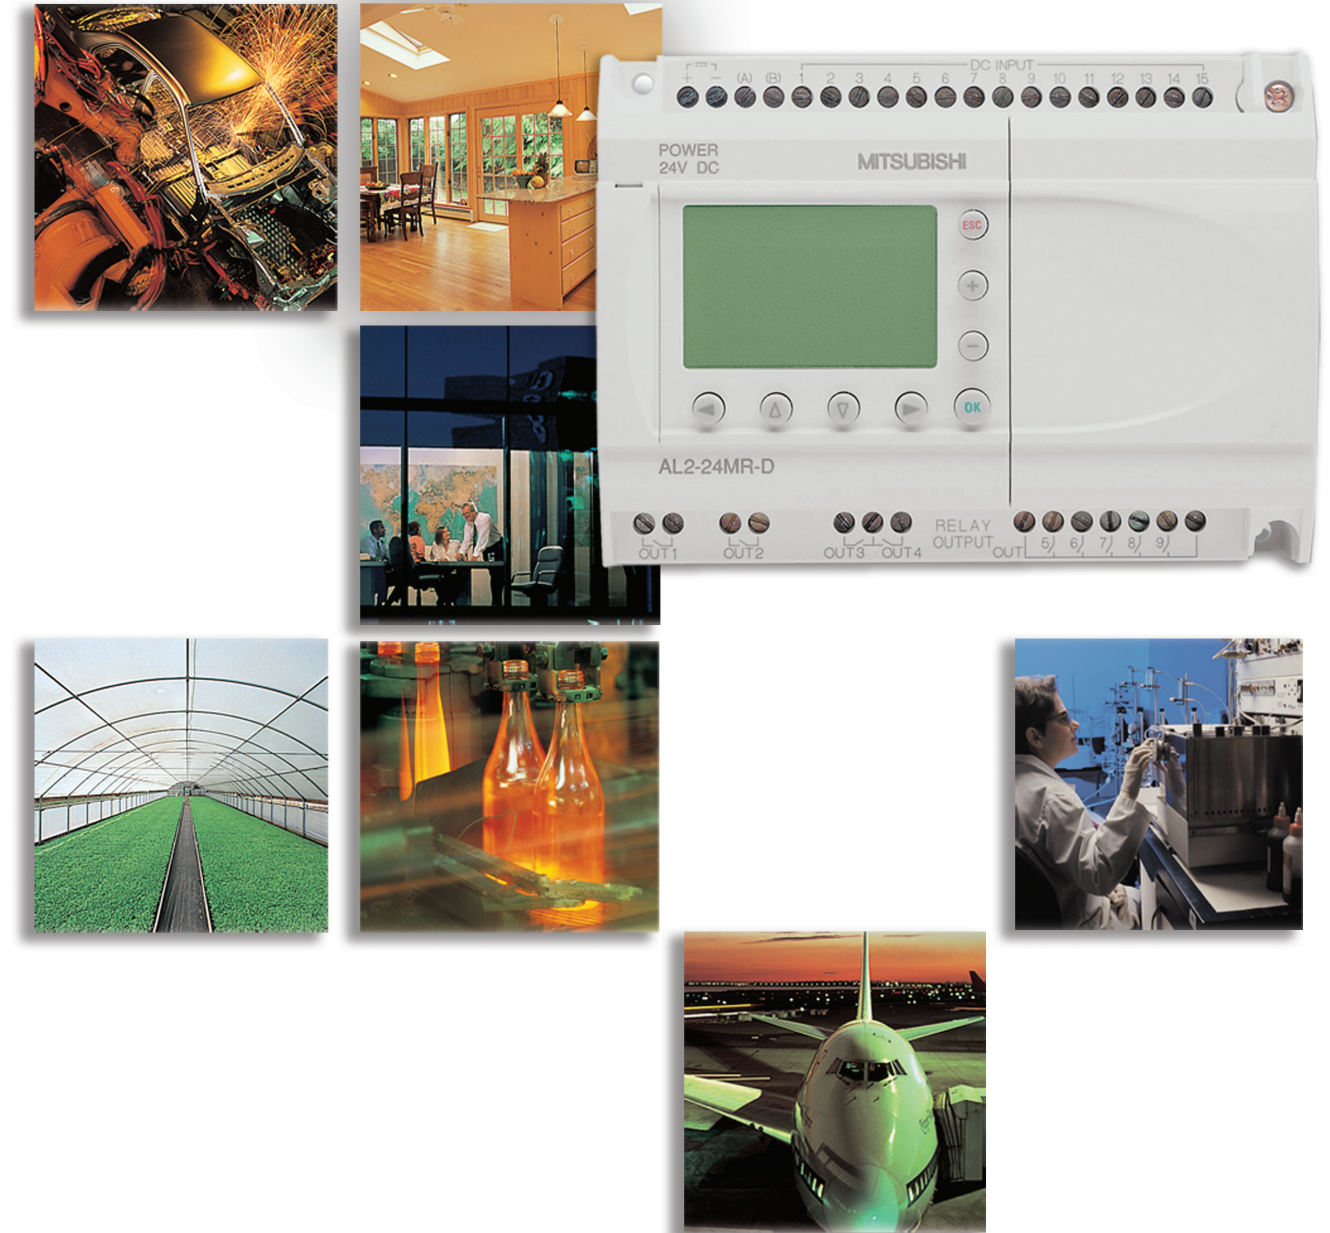 DC INPUT
+ − (A) (B) 1 2 3 4 5 6 7 8 9 10 11 12 13 14 15
POWER
24V DC
MITSUBISHI
ESC
+
−
OK
AL2-24MR-D
OUT1 OUT2 OUT3 OUT4
RELAY
OUTPUT
OUT 5 6 7 8 9